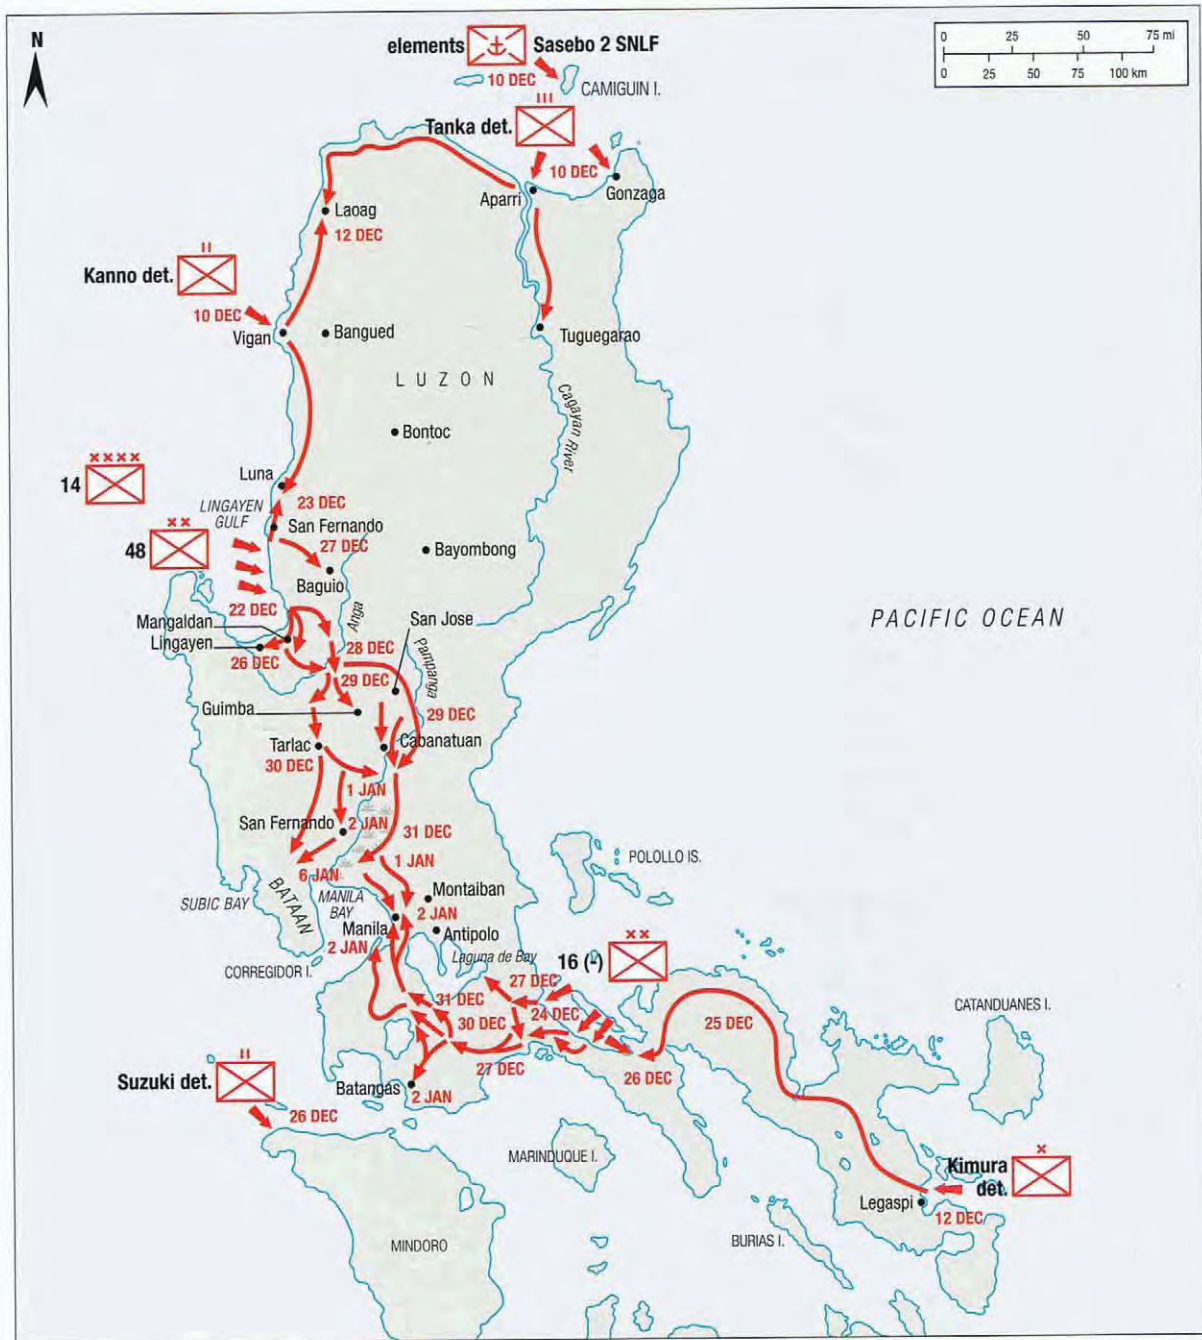 N
elements
Sasebo 2 SNLF
10 DEC
CAMIGUIN I.
0 25 50 75 mi
0 25 50 75 100 km
III
Tanka det.
10 DEC
Aparri
Gonzaga
Laoag
12 DEC
II
Kanno det.
10 DEC
Vigan
Bangued
Tuguegarao
LUZON
Cagayan River
Bontoc
xxxx
14
Luna
23 DEC
LINGAYEN
GULF
San Fernando
27 DEC
xx
48
Bayombong
Baguio
22 DEC
Anga
San Jose
PACIFIC OCEAN
Mangaldan
Lingayen
28 DEC
26 DEC
29 DEC
Pampanga
Guimba
29 DEC
Tarlac
Cabanatuan
30 DEC
1 JAN
San Fernando
2 JAN
31 DEC
6 JAN
1 JAN
POLOLLO IS.
BATAAN
SUBIC BAY
MANILA
BAY
Montaiban
2 JAN
Manila
Antipolo
2 JAN
Laguna de Bay
xx
16 (-)
CORREGIDOR I.
27 DEC
31 DEC
24 DEC
30 DEC
25 DEC
CATANDUANES I.
27 DEC
26 DEC
II
Suzuki det.
Batangas
2 JAN
26 DEC
MARINDUQUE I.
x
Kimura
det.
Legaspi
12 DEC
BURIAS I.
MINDORO